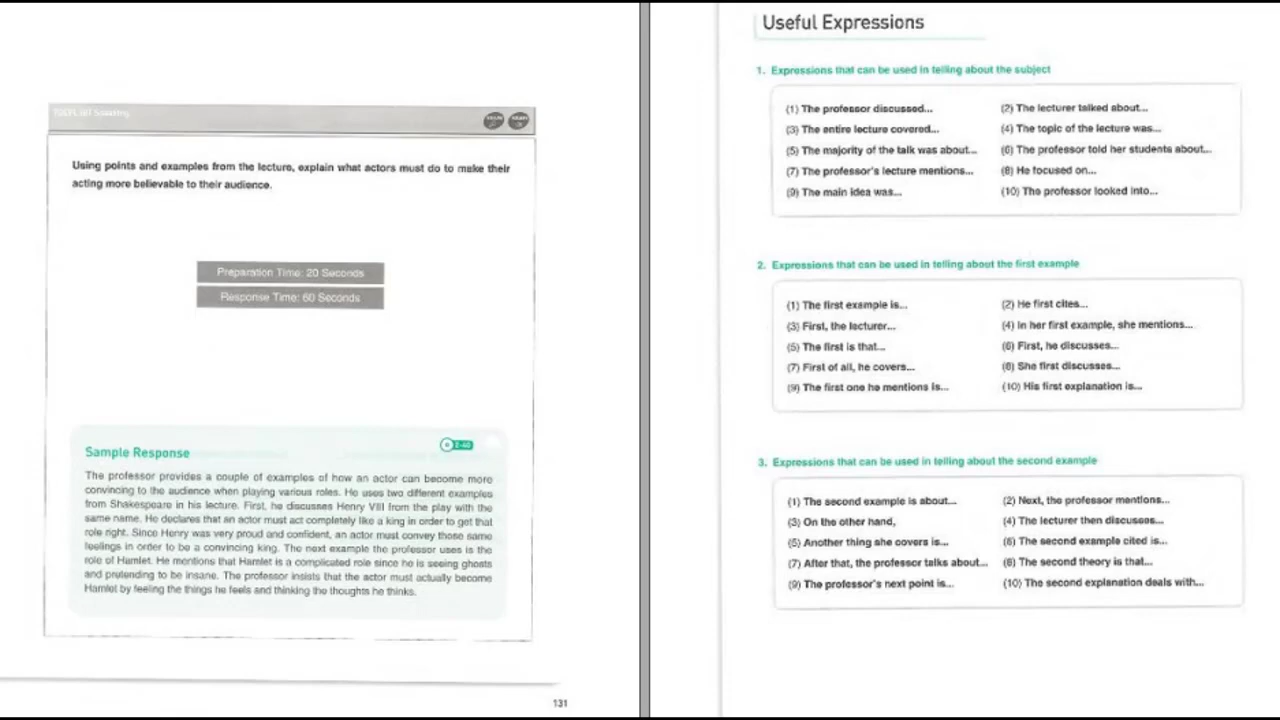 TOEFL iBT Speaking
Using points and examples from the lecture, explain what actors must do to make their
acting more believable to their audience.
Preparation Time: 20 Seconds
Response Time: 60 Seconds
2-40
Sample Response
The professor provides a couple of examples of how an actor can become more
convincing to the audience when playing various roles. He uses two different examples
from Shakespeare in his lecture. First, he discusses Henry VIII from the play with the
same name. He declares that an actor must act completely like a king in order to get that
role right. Since Henry was very proud and confident, an actor must convey those same
feelings in order to be a convincing king. The next example the professor uses is the
role of Hamlet. He mentions that Hamlet is a complicated role since he is seeing ghosts
and pretending to be insane. The professor insists that the actor must actually become
Hamlet by feeling the things he feels and thinking the thoughts he thinks.
131
Useful Expressions
1. Expressions that can be used in telling about the subject
(1) The professor discussed... (2) The lecturer talked about...
(3) The entire lecture covered... (4) The topic of the lecture was...
(5) The majority of the talk was about... (6) The professor told her students about...
(7) The professor's lecture mentions... (8) He focused on...
(9) The main idea was... (10) The professor looked into...
2. Expressions that can be used in telling about the first example
(1) The first example is... (2) He first cites...
(3) First, the lecturer... (4) In her first example, she mentions...
(5) The first is that... (6) First, he discusses...
(7) First of all, he covers... (8) She first discusses...
(9) The first one he mentions is... (10) His first explanation is...
3. Expressions that can be used in telling about the second example
(1) The second example is about... (2) Next, the professor mentions...
(3) On the other hand, (4) The lecturer then discusses...
(5) Another thing she covers is... (6) The second example cited is...
(7) After that, the professor talks about... (8) The second theory is that...
(9) The professor's next point is... (10) The second explanation deals with...